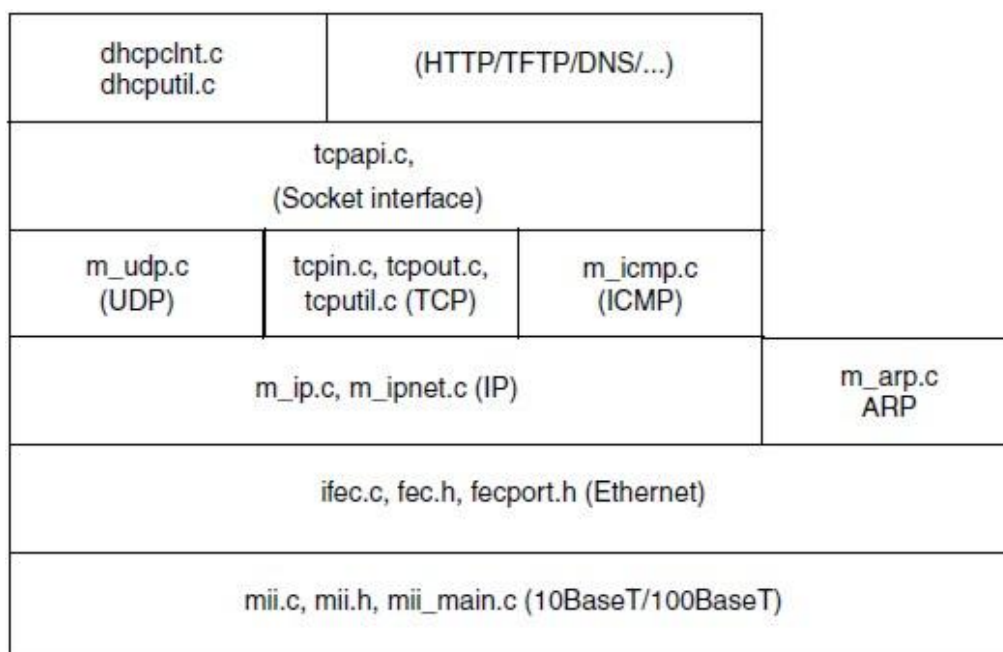 dhcpclnt.c
dhcputil.c
(HTTP/TFTP/DNS/...)
tcpapi.c,
(Socket interface)
m_udp.c
(UDP)
tcpin.c, tcpout.c,
tcputil.c (TCP)
m_icmp.c
(ICMP)
m_ip.c, m_ipnet.c (IP)
m_arp.c
ARP
ifec.c, fec.h, fecport.h (Ethernet)
mii.c, mii.h, mii_main.c (10BaseT/100BaseT)